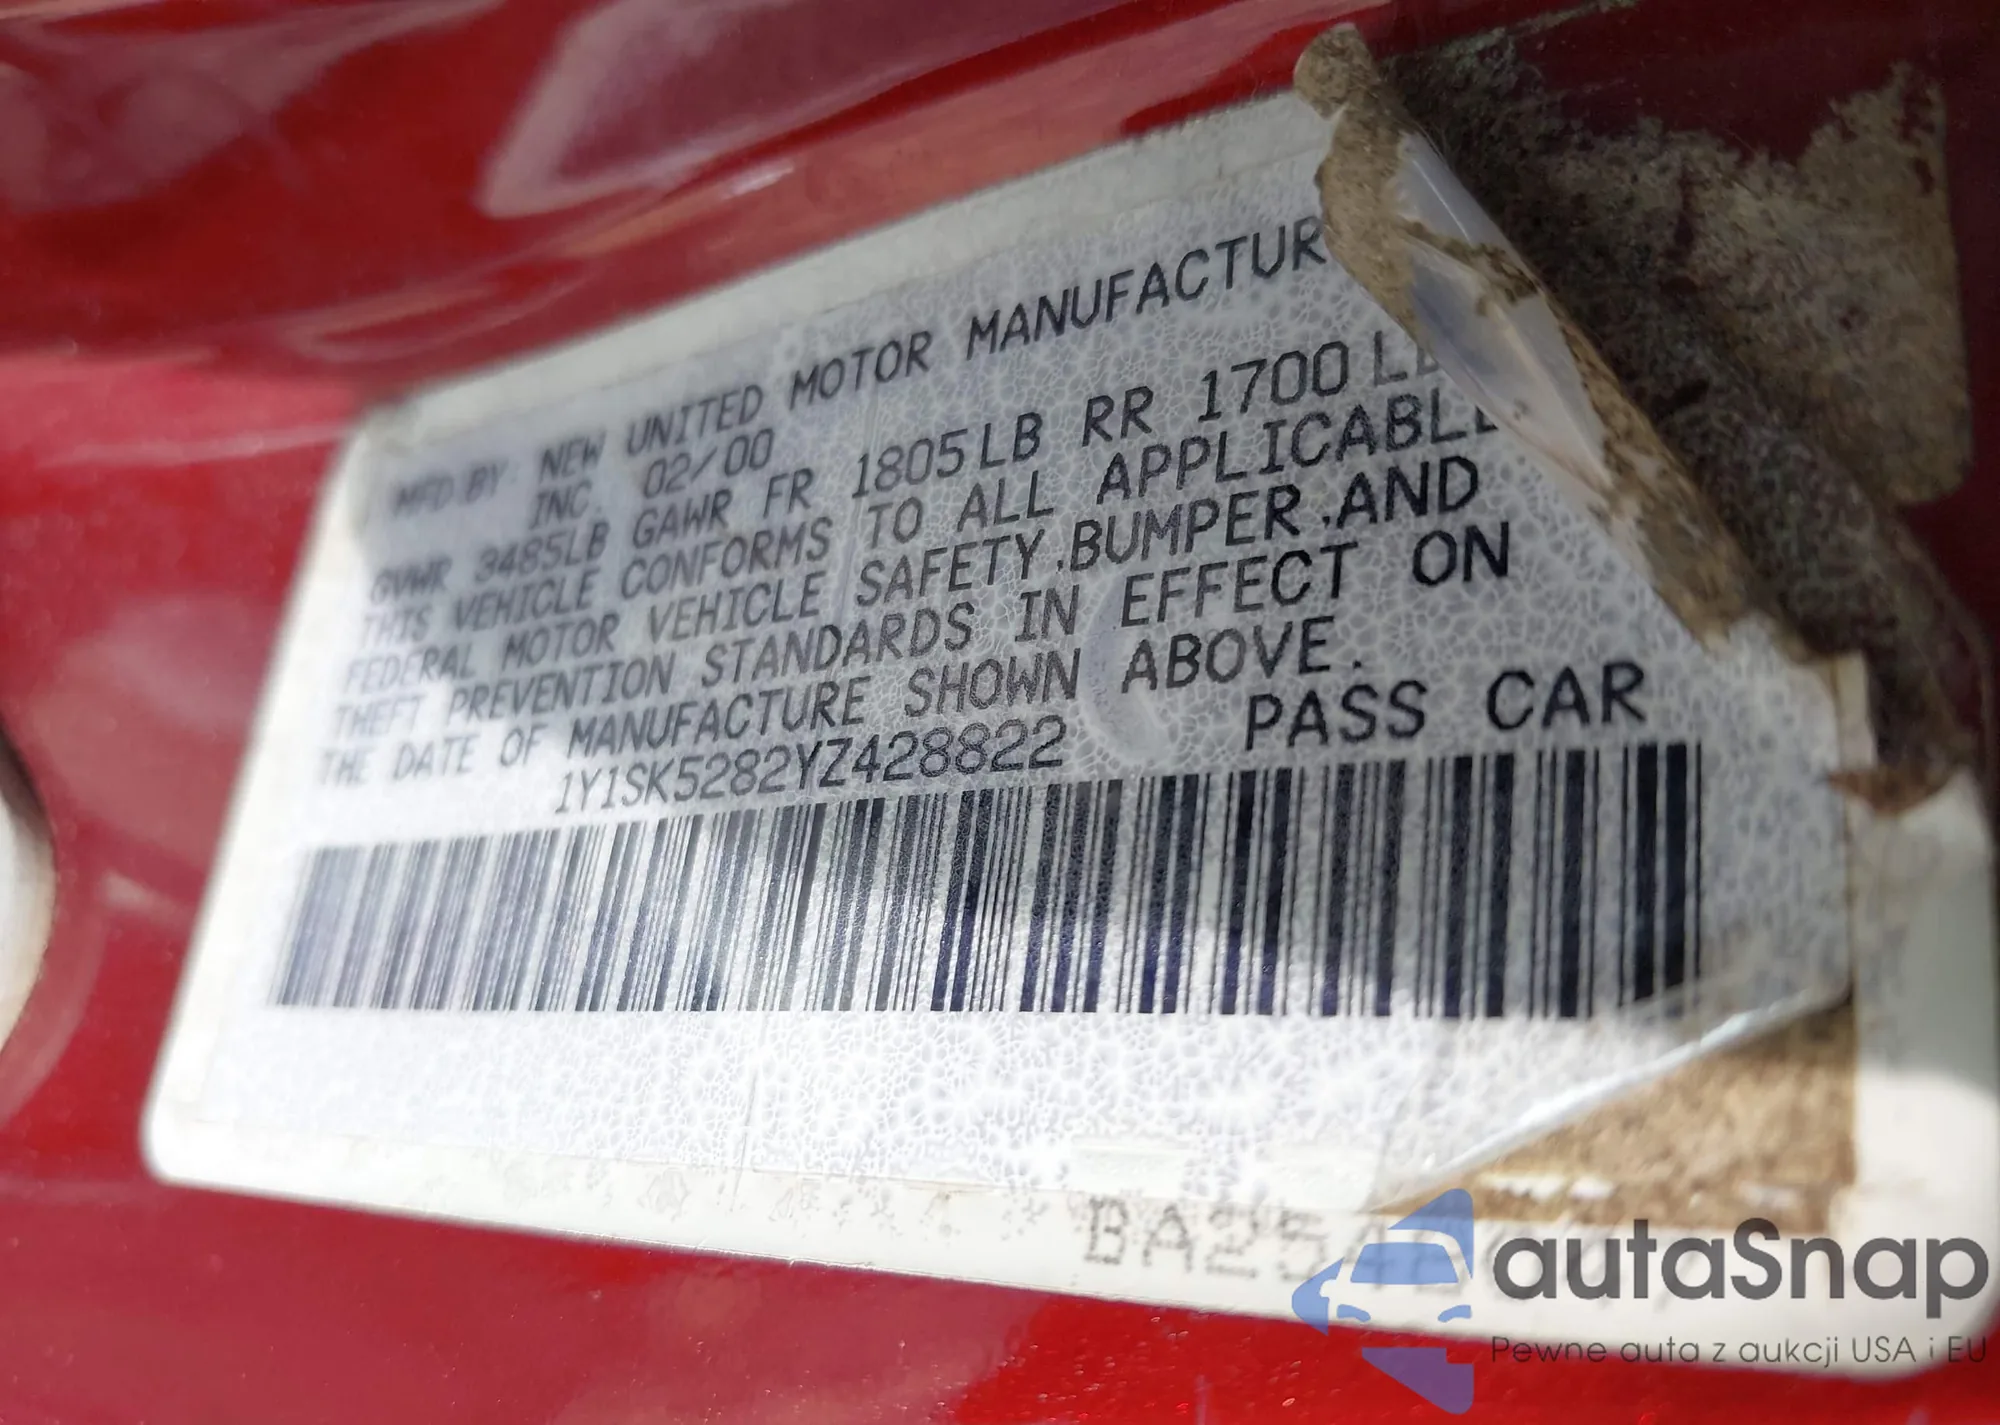 MFD BY NEW UNITED MOTOR MANUFACTUR
INC. 02/00
GVWR 3485LB GAWR FR 1805LB RR 1700LB
THIS VEHICLE CONFORMS TO ALL APPLICABLE
FEDERAL MOTOR VEHICLE SAFETY,BUMPER,AND
THEFT PREVENTION STANDARDS IN EFFECT ON
THE DATE OF MANUFACTURE SHOWN ABOVE.
1Y1SK5282YZ428822 PASS CAR
autaSnap
Pewne auta z aukcji USA i EU